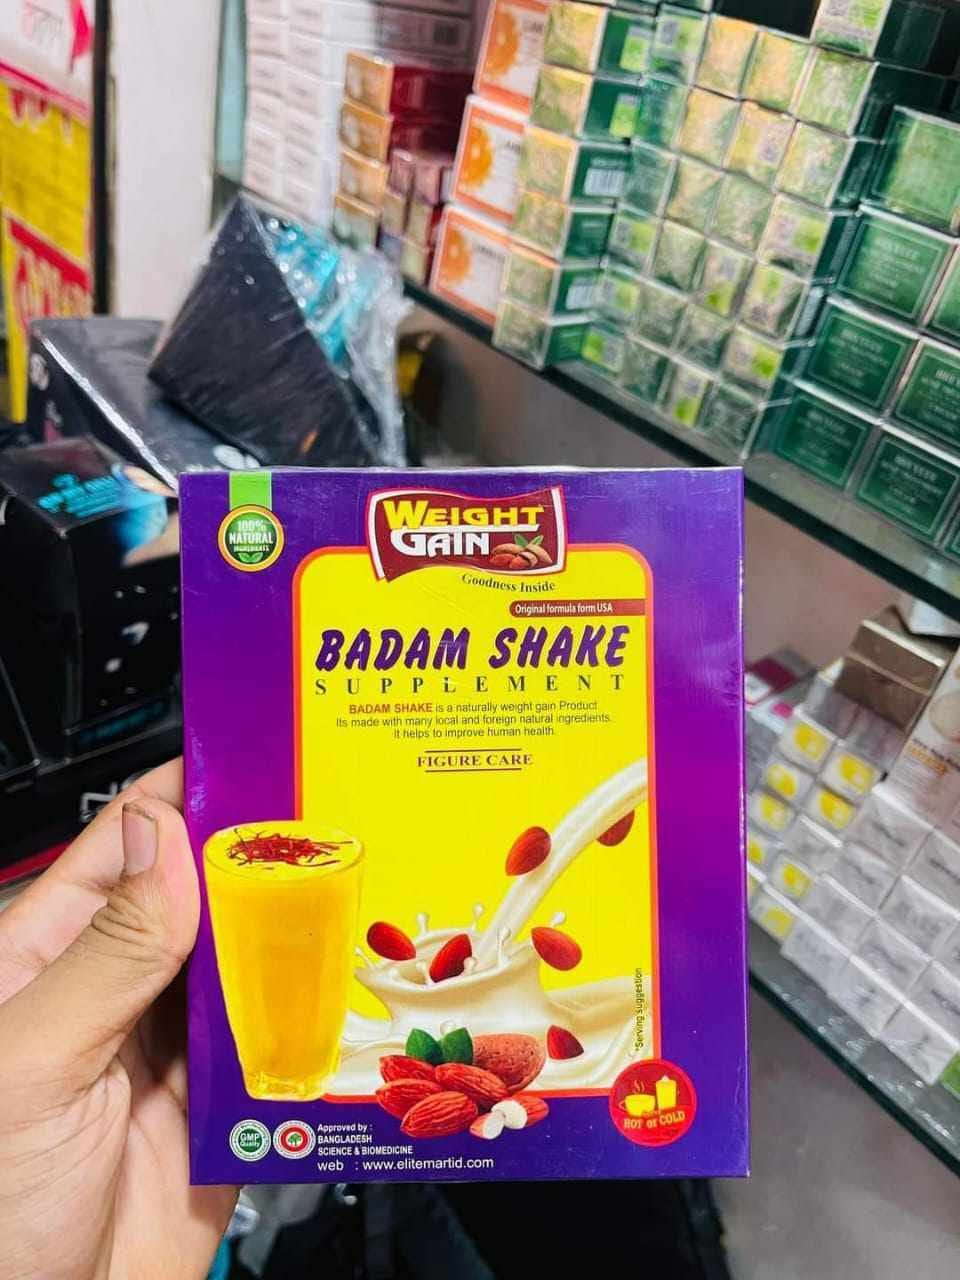 100%
NATURAL
INGREDIENTS
WEIGHT
GAIN
Goodness Inside
Original formula form USA
BADAM SHAKE
SUPPLEMENT
BADAM SHAKE is a naturally weight gain Product
Its made with many local and foreign natural ingredients.
It helps to improve human health.
FIGURE CARE
*Serving suggestion
HOT or COLD
GMP
Quality
Approved by :
BANGLADESH
SCIENCE & BIOMEDICINE
web : www.elitemartid.com